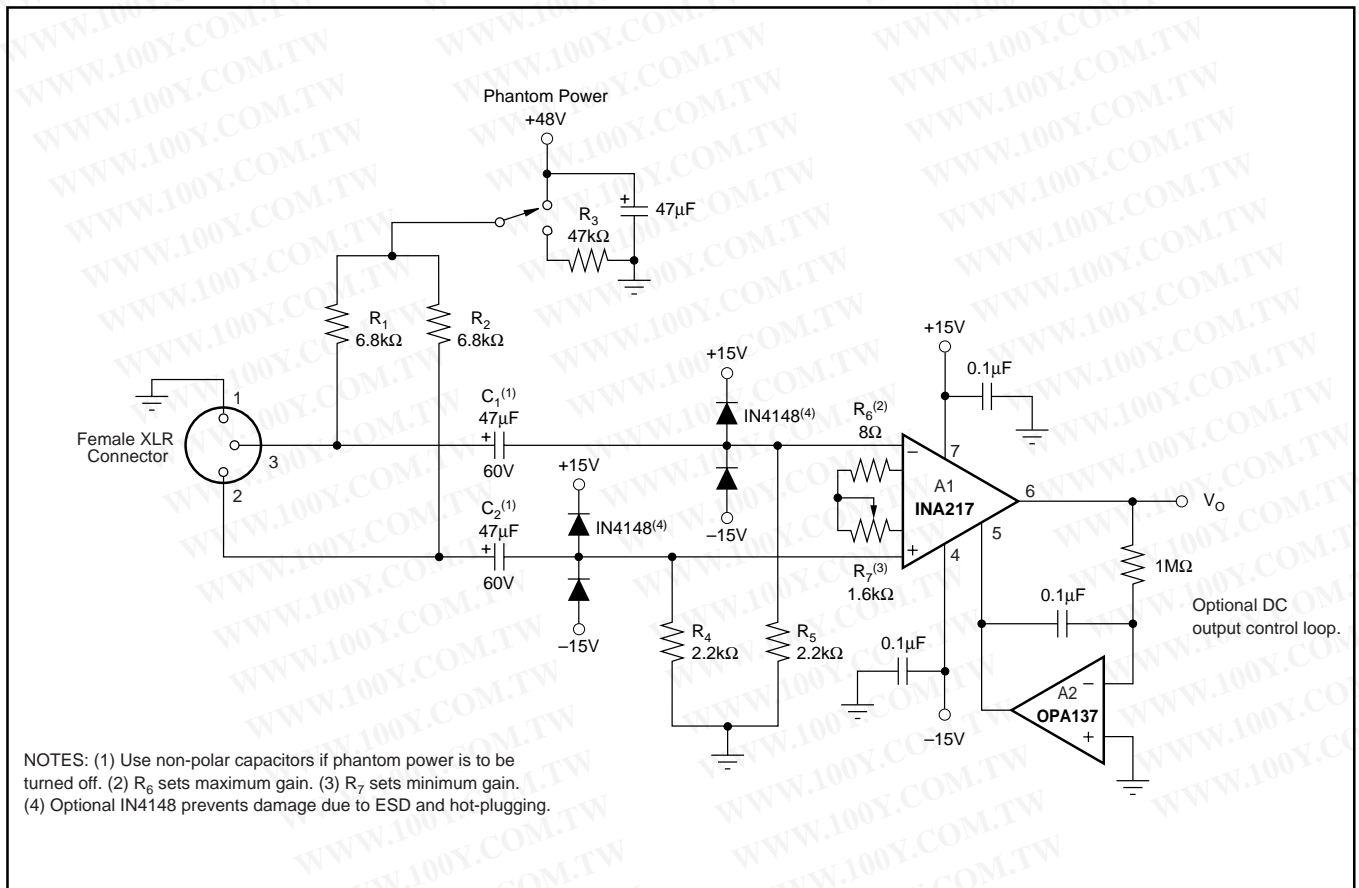 Phantom Power
+48V
+
47µF
R3
47kΩ
R1
6.8kΩ
R2
6.8kΩ
1
Female XLR
Connector
3
2
C1(1)
47µF
+
60V
C2(1)
47µF
+
60V
+15V
IN4148(4)
–15V
+15V
IN4148(4)
–15V
R4
2.2kΩ
R5
2.2kΩ
R6(2)
8Ω
R7(3)
1.6kΩ
+15V
0.1µF
7
–
A1
INA217
+
6
5
4
VO
1MΩ
0.1µF
0.1µF
–15V
Optional DC
output control loop.
–
A2
OPA137
+
NOTES: (1) Use non-polar capacitors if phantom power is to be
turned off. (2) R6 sets maximum gain. (3) R7 sets minimum gain.
(4) Optional IN4148 prevents damage due to ESD and hot-plugging.
WWW.100Y.COM.TW